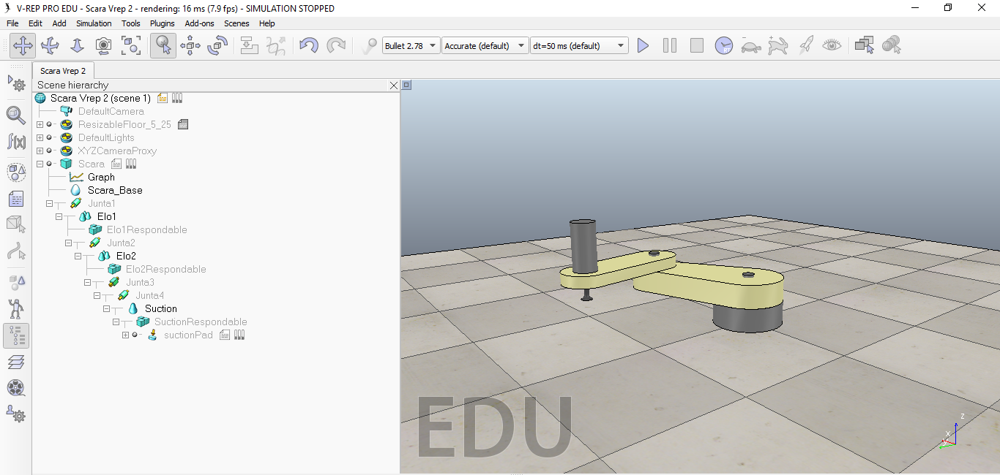 V-REP PRO EDU - Scara Vrep 2 - rendering: 16 ms (7.9 fps) - SIMULATION STOPPED
File Edit Add Simulation Tools Plugins Add-ons Scenes Help
Bullet 2.78 Accurate (default) dt=50 ms (default)
Scara Vrep 2
Scene hierarchy
Scara Vrep 2 (scene 1)
DefaultCamera
ResizableFloor_5_25
DefaultLights
XYZCameraProxy
Scara
Graph
Scara_Base
Junta1
Elo1
Elo1Respondable
Junta2
Elo2
Elo2Respondable
Junta3
Junta4
Suction
SuctionRespondable
suctionPad
f(x)
EDU
z
x
y